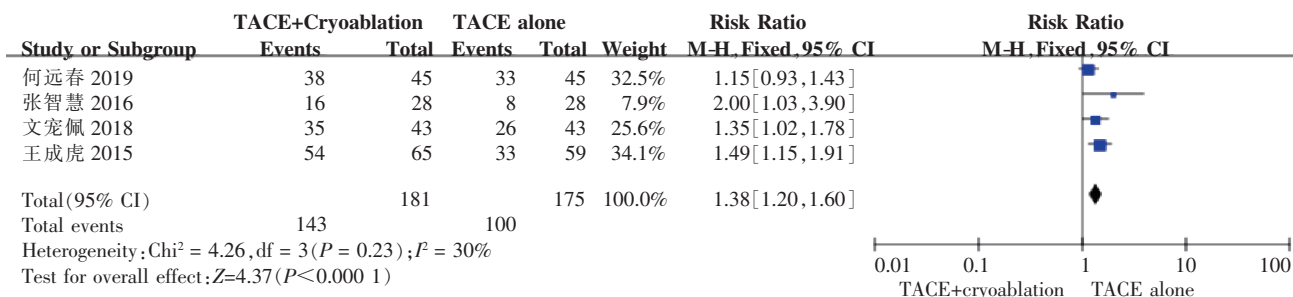 TACE+Cryoablation TACE alone Risk Ratio Risk Ratio
Study or Subgroup Events Total Events Total Weight M-H,Fixed,95% CI M-H,Fixed,95% CI
何远春 2019 38 45 33 45 32.5% 1.15[0.93,1.43]
张智慧 2016 16 28 8 28 7.9% 2.00[1.03,3.90]
文宠佩 2018 35 43 26 43 25.6% 1.35[1.02,1.78]
王成虎 2015 54 65 33 59 34.1% 1.49[1.15,1.91]
Total(95% CI) 181 175 100.0% 1.38[1.20,1.60]
Total events 143 100
Heterogeneity:Chi² = 4.26,df = 3(P = 0.23);I² = 30%
Test for overall effect:Z=4.37(P<0.000 1)
0.01 0.1 1 10 100
TACE+cryoablation TACE alone